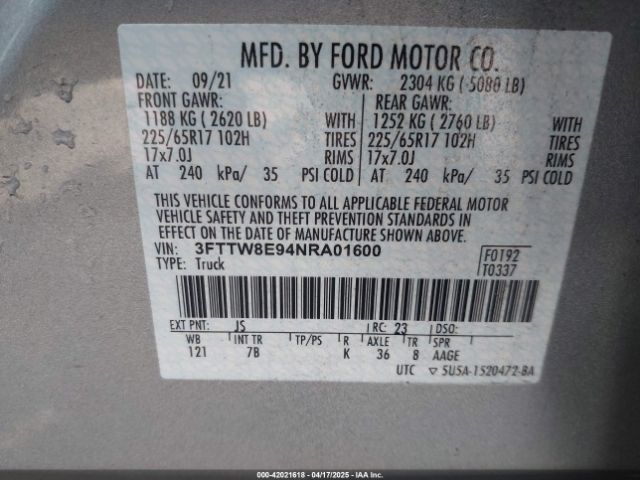 MFD. BY FORD MOTOR CO.
DATE: 09/21 GVWR: 2304 KG ( 5080 LB)
FRONT GAWR: REAR GAWR:
1188 KG ( 2620 LB) WITH 1252 KG ( 2760 LB) WITH
225/65R17 102H TIRES 225/65R17 102H TIRES
17x7.0J RIMS 17x7.0J RIMS
AT 240 kPa/ 35 PSI COLD AT 240 kPa/ 35 PSI COLD
THIS VEHICLE CONFORMS TO ALL APPLICABLE FEDERAL MOTOR
VEHICLE SAFETY AND THEFT PREVENTION STANDARDS IN
EFFECT ON THE DATE OF MANUFACTURE SHOWN ABOVE.
VIN: 3FTTW8E94NRA01600 F0192
TYPE: Truck T0337
EXT PNT: JS RC: 23 DSO:
WB INT TR TP/PS R AXLE TR SPR
121 7B K 36 8 AAGE
UTC ▽ 5U5A-1520472-BA
000-42021618 - 04/17/2025 - IAA Inc.